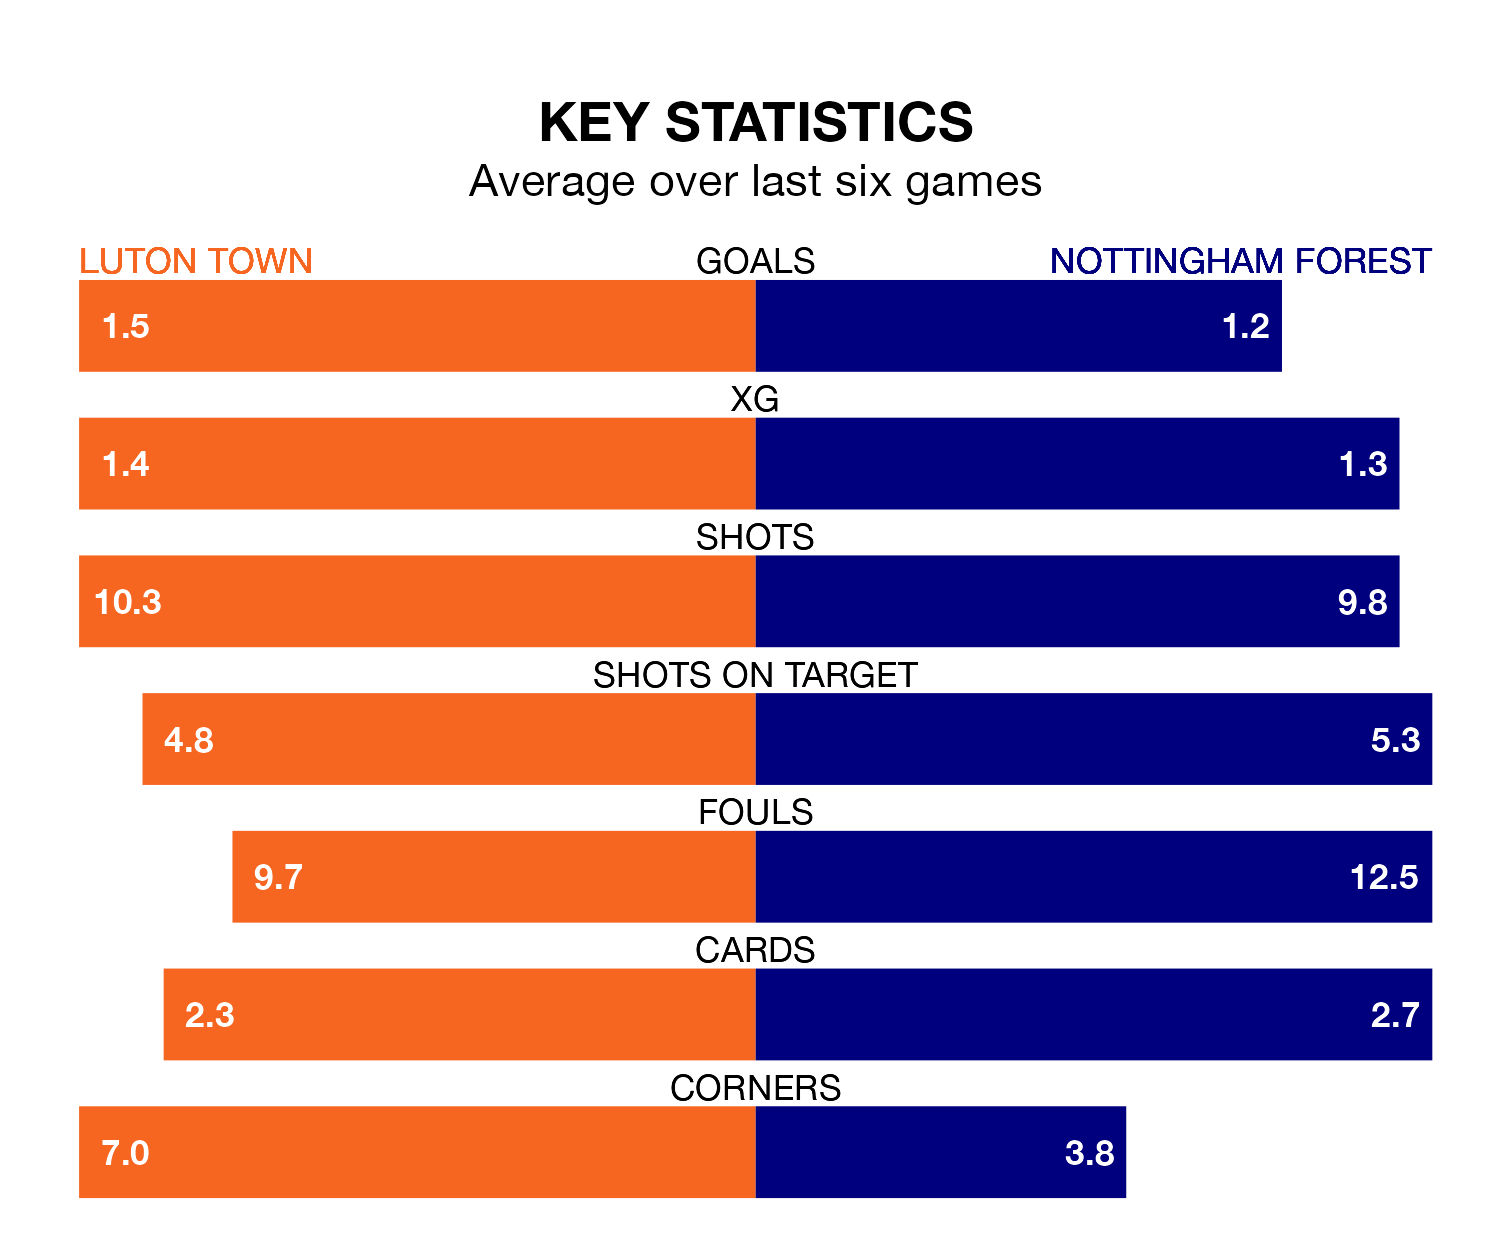 KEY STATISTICS
Average over last six games
LUTON TOWN GOALS NOTTINGHAM FOREST
1.5 1.2
XG
1.4 1.3
SHOTS
10.3 9.8
SHOTS ON TARGET
4.8 5.3
FOULS
9.7 12.5
CARDS
2.3 2.7
CORNERS
7.0 3.8